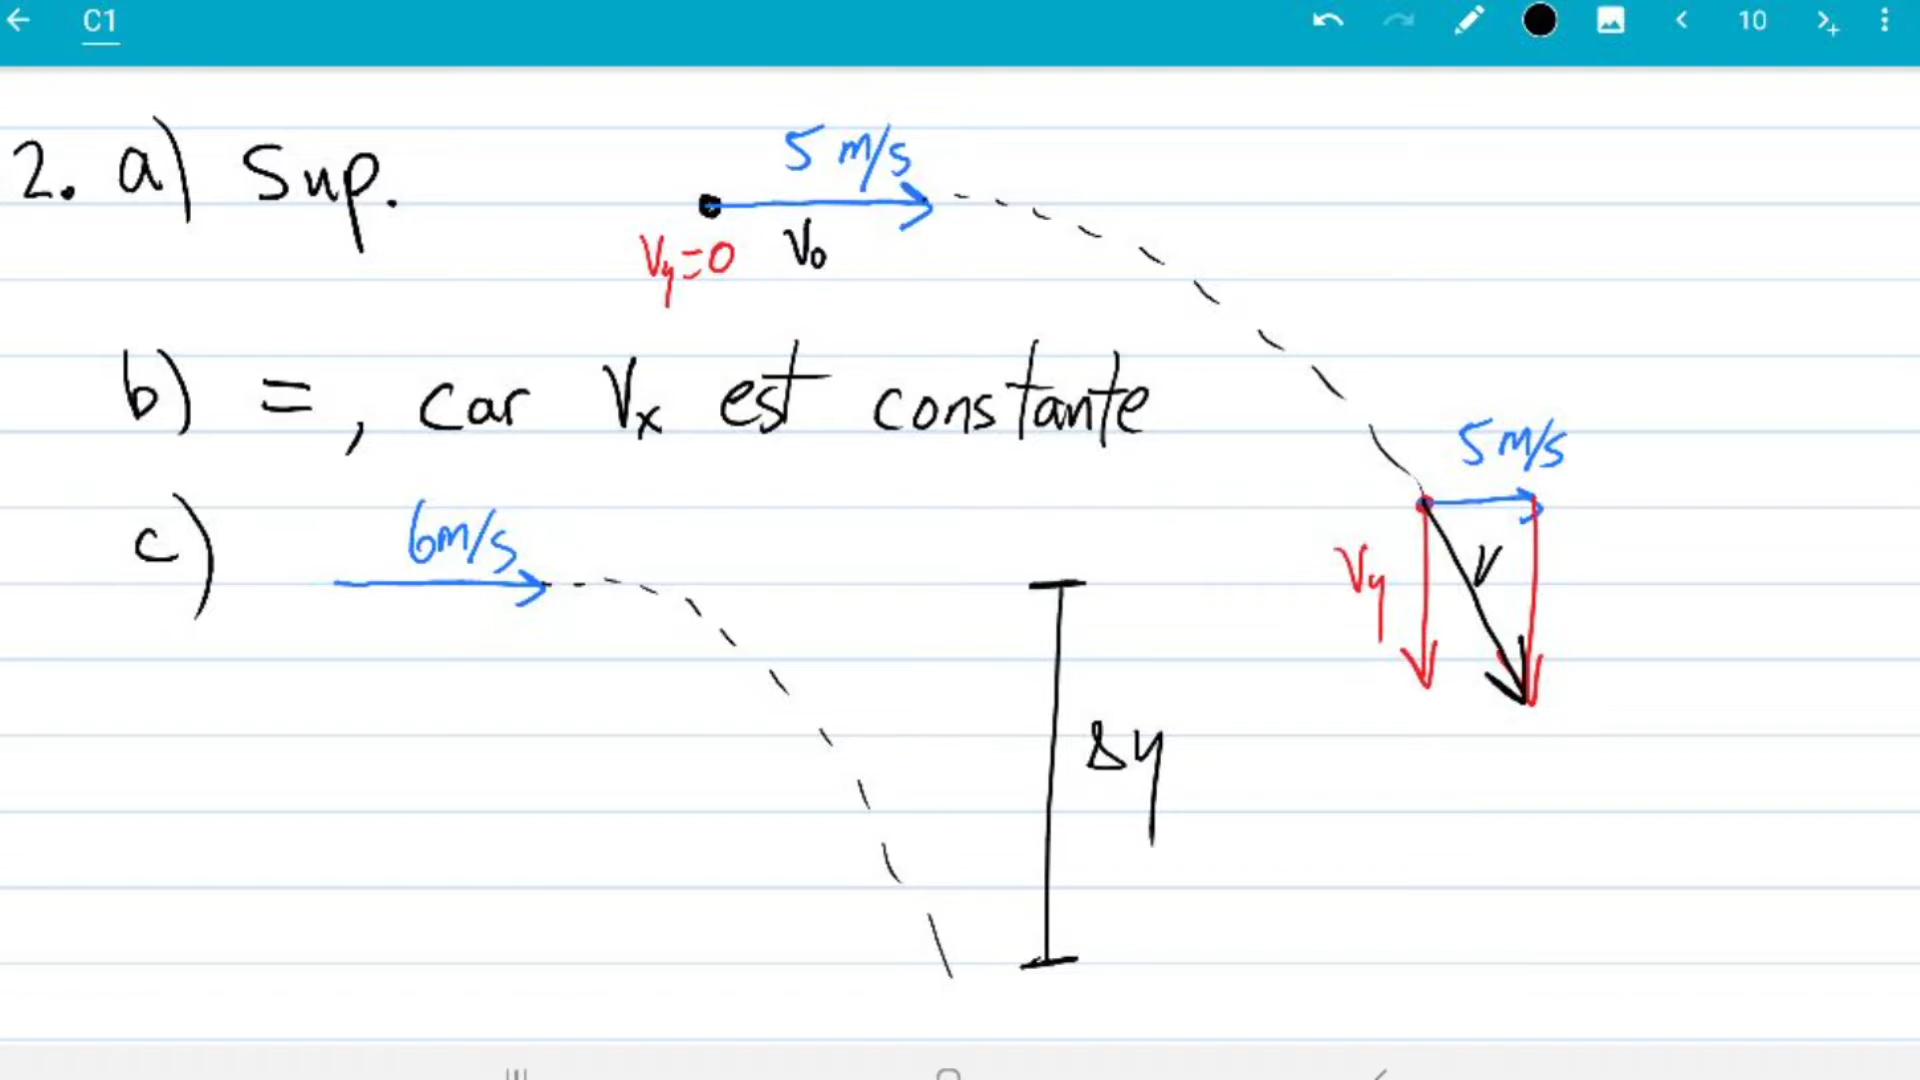 C1
10
2. a) Sup.
5 m/s
Vy=0
V0
b) =, car Vx est constante
5 m/s
Vy
V
c)
6m/s
Δy